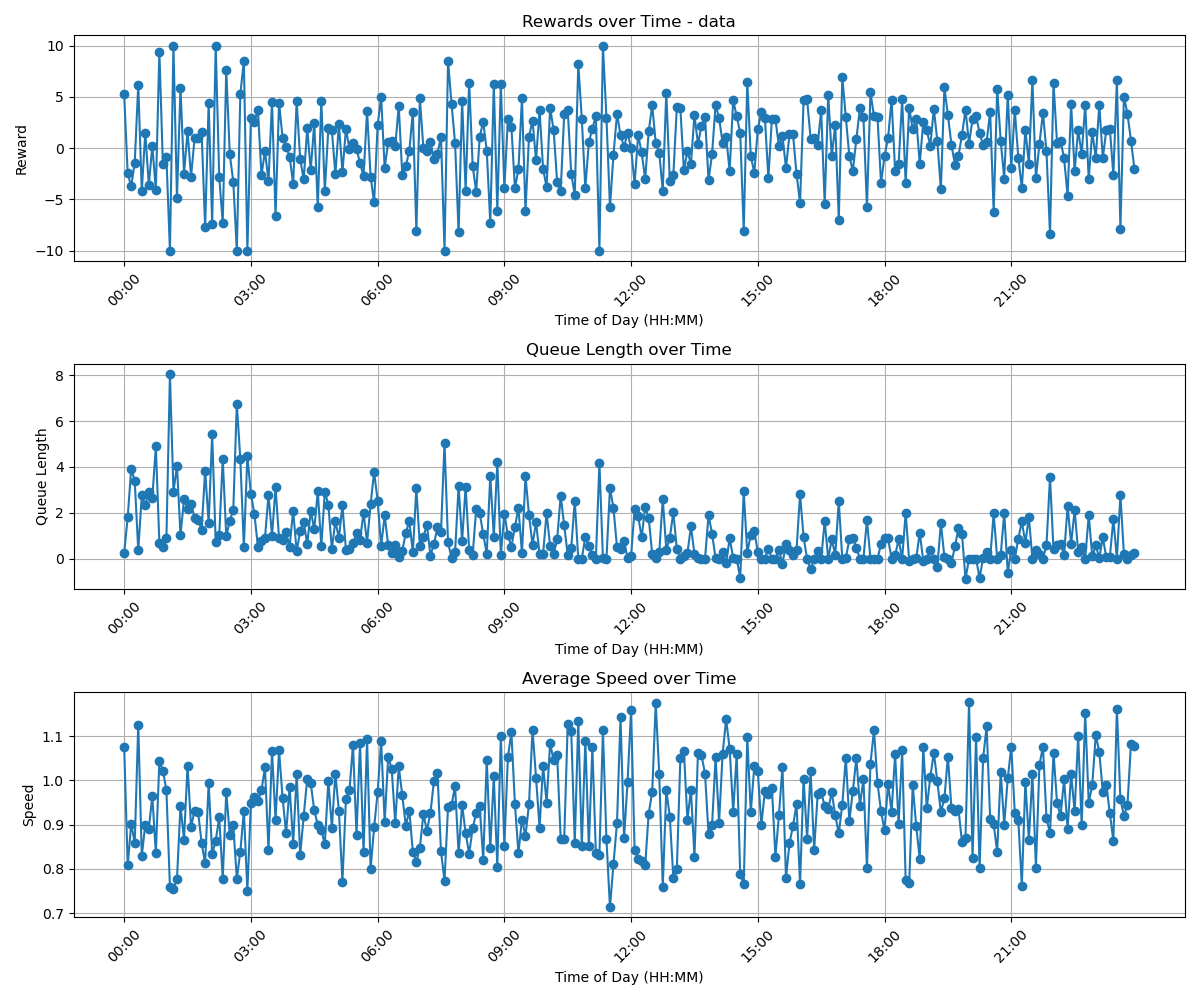 Rewards over Time - data
10
5
0
−5
−10
Reward
00:00 03:00 06:00 09:00 12:00 15:00 18:00 21:00
Time of Day (HH:MM)
Queue Length over Time
8
6
4
2
0
Queue Length
00:00 03:00 06:00 09:00 12:00 15:00 18:00 21:00
Time of Day (HH:MM)
Average Speed over Time
1.1
1.0
0.9
0.8
0.7
Speed
00:00 03:00 06:00 09:00 12:00 15:00 18:00 21:00
Time of Day (HH:MM)